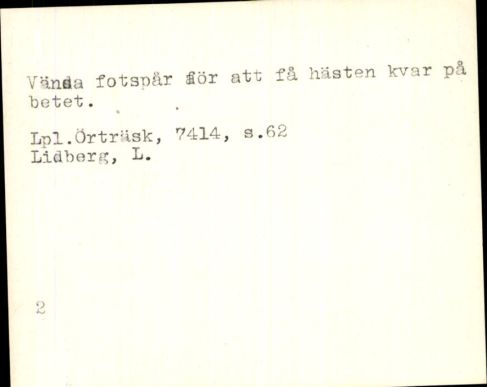 Vända fotspår för att få hästen kvar på
betet.
Lpl.Örträsk, 7414, s.62
Lidberg, L.
2